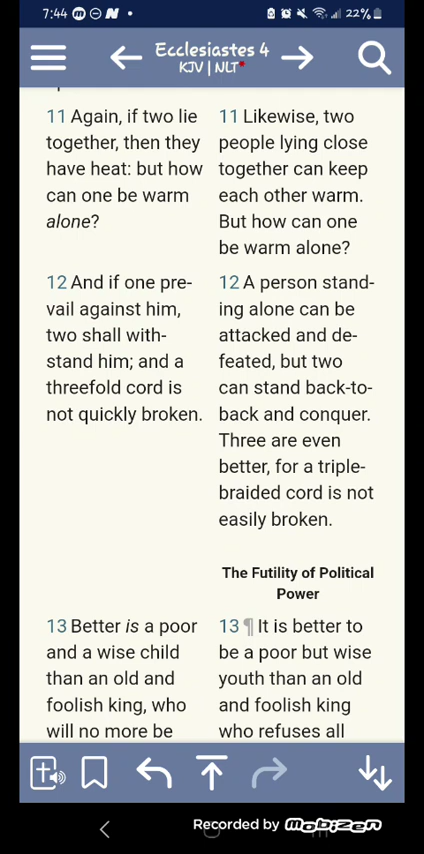 7:44 22%
Ecclesiastes 4
KJV | NLT
11 Again, if two lie
together, then they
have heat: but how
can one be warm
alone?
12 And if one pre-
vail against him,
two shall with-
stand him; and a
threefold cord is
not quickly broken.
13 Better is a poor
and a wise child
than an old and
foolish king, who
will no more be
11 Likewise, two
people lying close
together can keep
each other warm.
But how can one
be warm alone?
12 A person stand-
ing alone can be
attacked and de-
feated, but two
can stand back-to-
back and conquer.
Three are even
better, for a triple-
braided cord is not
easily broken.
The Futility of Political
Power
13 ¶ It is better to
be a poor but wise
youth than an old
and foolish king
who refuses all
Recorded by MOBIZEN